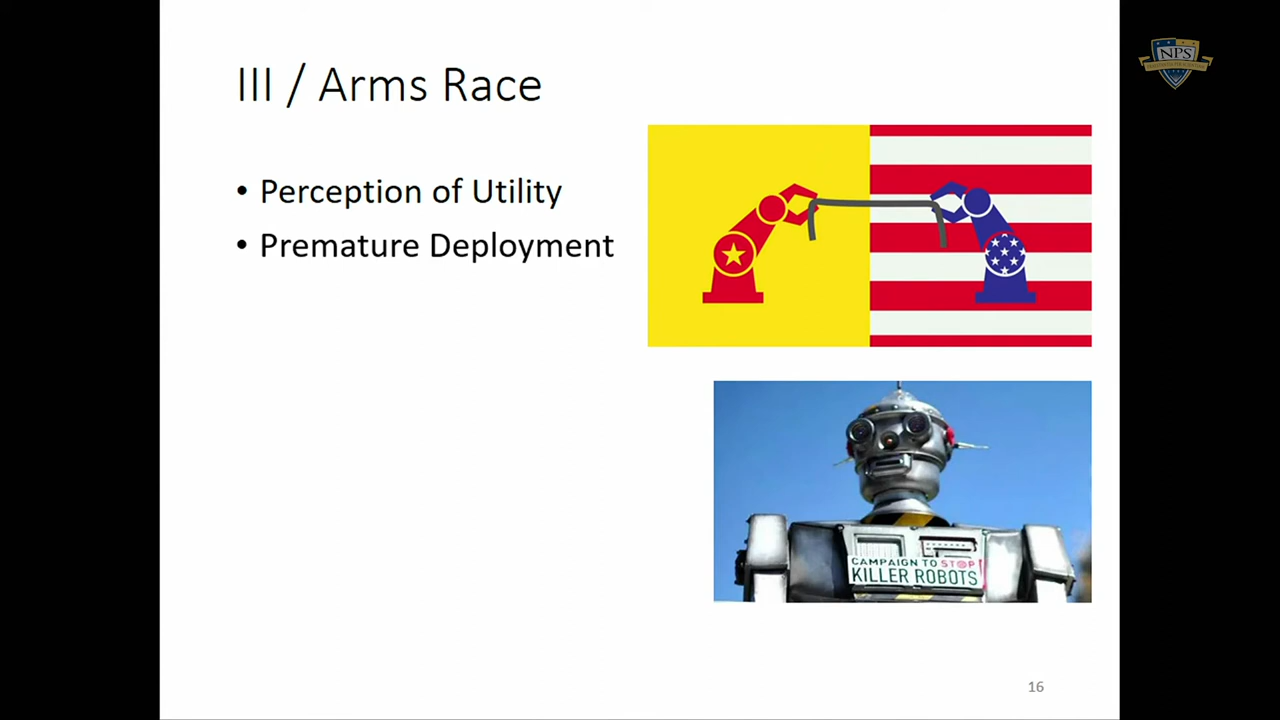 NPS
III / Arms Race
• Perception of Utility
• Premature Deployment
CAMPAIGN TO STOP
KILLER ROBOTS
16